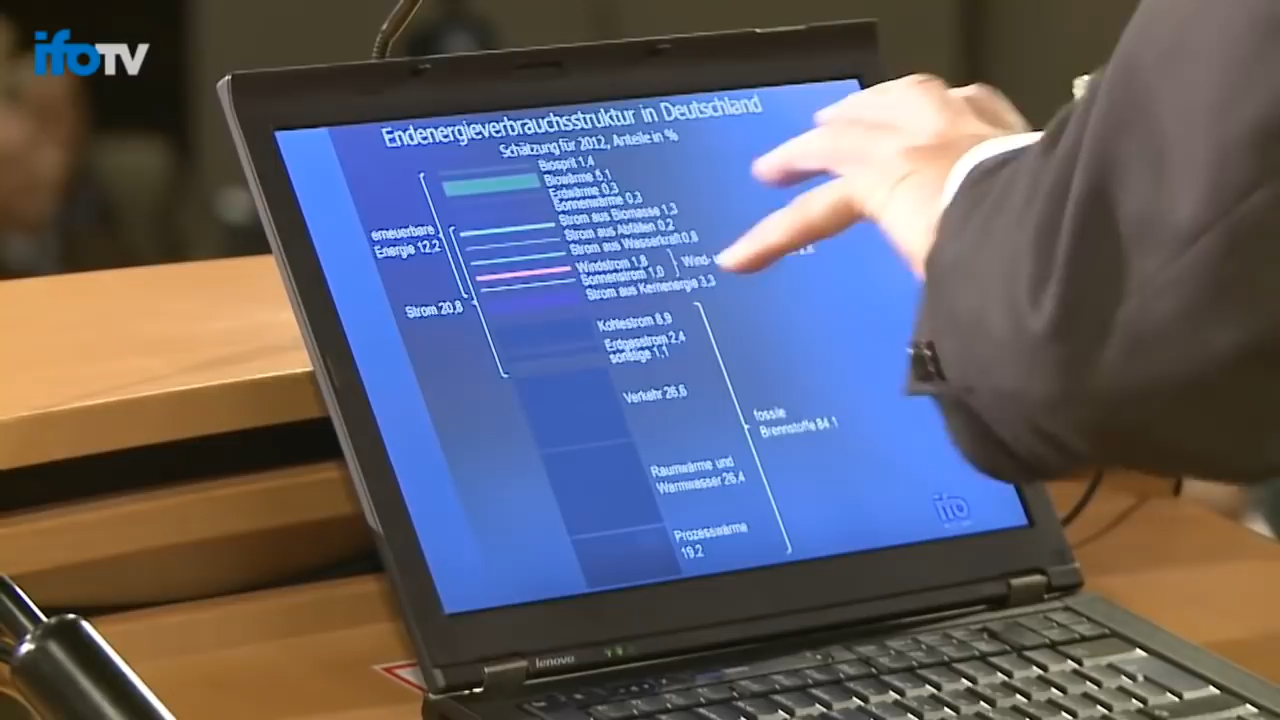 ifoTV
Endenergieverbrauchsstruktur in Deutschland
Schätzung für 2012, Anteile in %
Biosprit 1,4
Biowärme 5,1
Erdwärme 0,3
Sonnenwärme 0,3
Strom aus Biomasse 1,3
Strom aus Abfällen 0,2
Strom aus Wasserkraft 0,8
Windstrom 1,8
Sonnenstrom 1,0
Wind-
Strom aus Kernenergie 3,3
erneuerbare
Energie 12,2
Strom 20,8
Kohlestrom 8,9
Erdgasstrom 2,4
sonstige 1,1
Verkehr 26,6
fossile
Brennstoffe 84,1
Raumwärme und
Warmwasser 26,4
Prozesswärme
19,2
ifo
lenovo